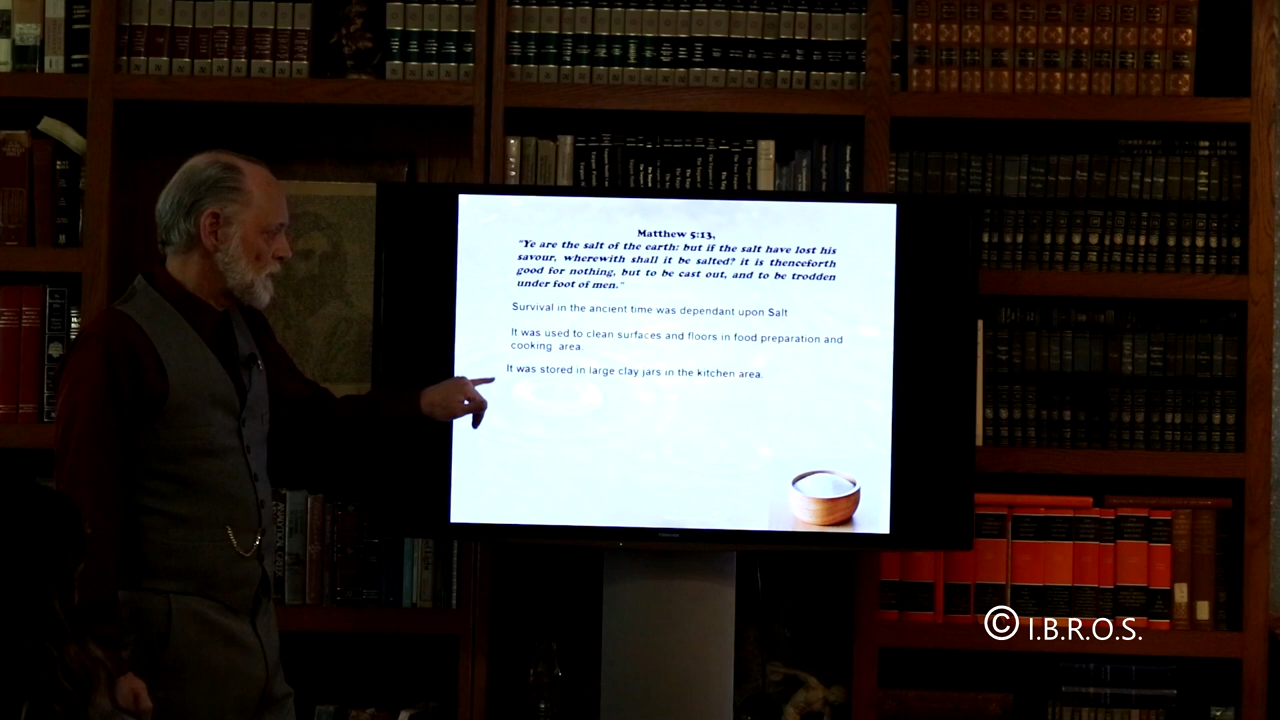 Matthew 5:13,
"Ye are the salt of the earth: but if the salt have lost his
savour, wherewith shall it be salted? it is thenceforth
good for nothing, but to be cast out, and to be trodden
under foot of men."
Survival in the ancient time was dependant upon Salt
It was used to clean surfaces and floors in food preparation and
cooking area.
It was stored in large clay jars in the kitchen area.
TOSHIBA
© I.B.R.O.S.